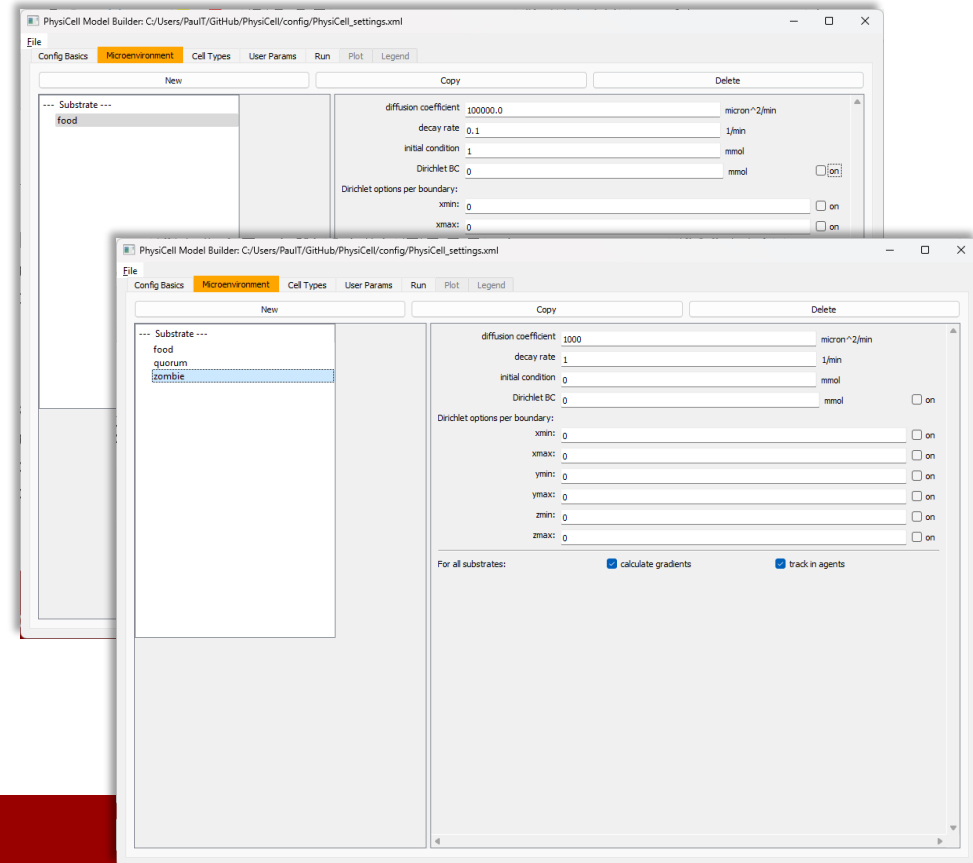 PhysiCell Model Builder: C:/Users/PaulT/GitHub/PhysiCell/config/PhysiCell_settings.xml
File
Config Basics Microenvironment Cell Types User Params Run Plot Legend
New Copy Delete
--- Substrate ---
food
diffusion coefficient 100000.0 micron^2/min
decay rate 0.1 1/min
initial condition 1 mmol
Dirichlet BC 0 mmol on
Dirichlet options per boundary:
xmin: 0 on
xmax: 0 on
PhysiCell Model Builder: C:/Users/PaulT/GitHub/PhysiCell/config/PhysiCell_settings.xml
File
Config Basics Microenvironment Cell Types User Params Run Plot Legend
New Copy Delete
--- Substrate ---
food
quorum
zombie
diffusion coefficient 1000 micron^2/min
decay rate 1 1/min
initial condition 0 mmol
Dirichlet BC 0 mmol on
Dirichlet options per boundary:
xmin: 0 on
xmax: 0 on
ymin: 0 on
ymax: 0 on
zmin: 0 on
zmax: 0 on
For all substrates: calculate gradients track in agents